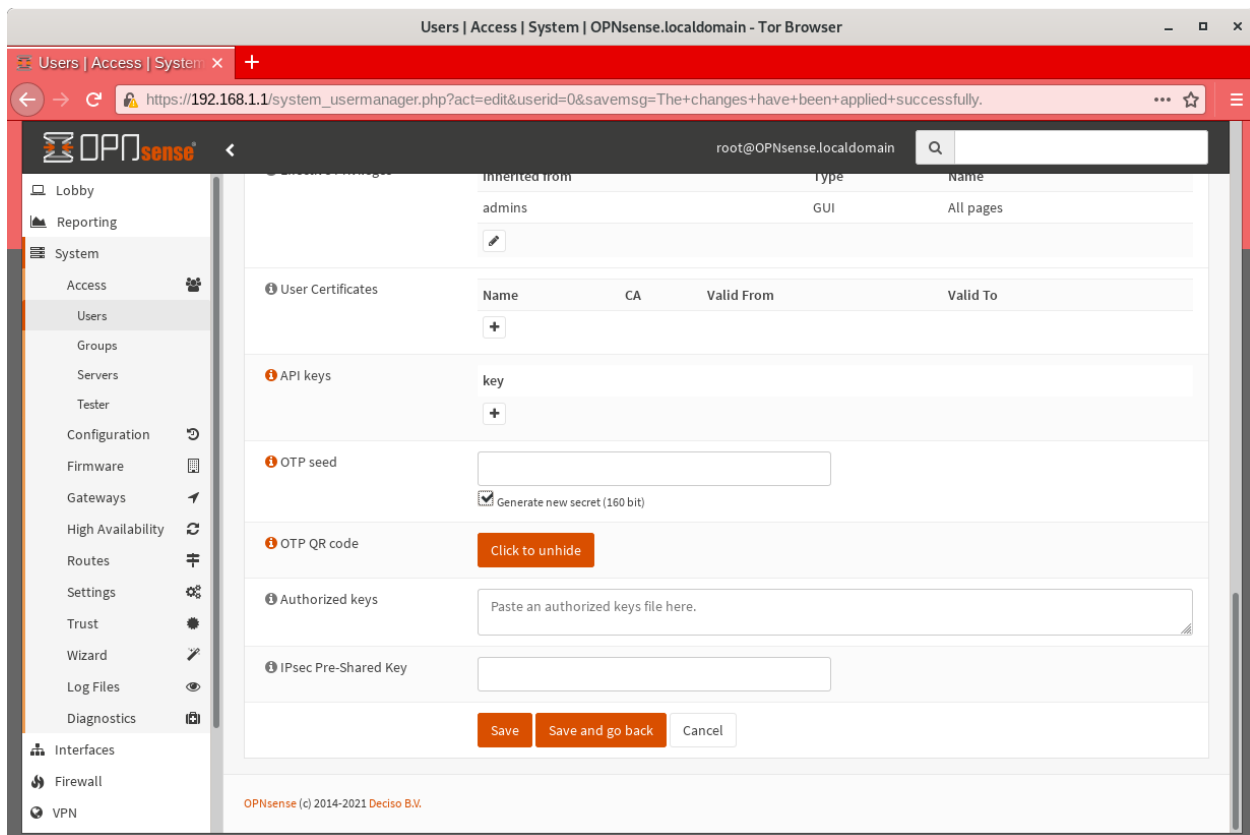 Users | Access | System | OPNsense.localdomain - Tor Browser
Users | Access | System
https://192.168.1.1/system_usermanager.php?act=edit&userid=0&savemsg=The+changes+have+been+applied+successfully.
OPNsense root@OPNsense.localdomain
Lobby
Reporting
System
Access
Users
Groups
Servers
Tester
Configuration
Firmware
Gateways
High Availability
Routes
Settings
Trust
Wizard
Log Files
Diagnostics
Interfaces
Firewall
VPN
Effective Privileges
Inherited from Type Name
admins GUI All pages
User Certificates
Name CA Valid From Valid To
API keys
key
OTP seed
Generate new secret (160 bit)
OTP QR code
Click to unhide
Authorized keys
Paste an authorized keys file here.
IPsec Pre-Shared Key
Save Save and go back Cancel
OPNsense (c) 2014-2021 Deciso B.V.